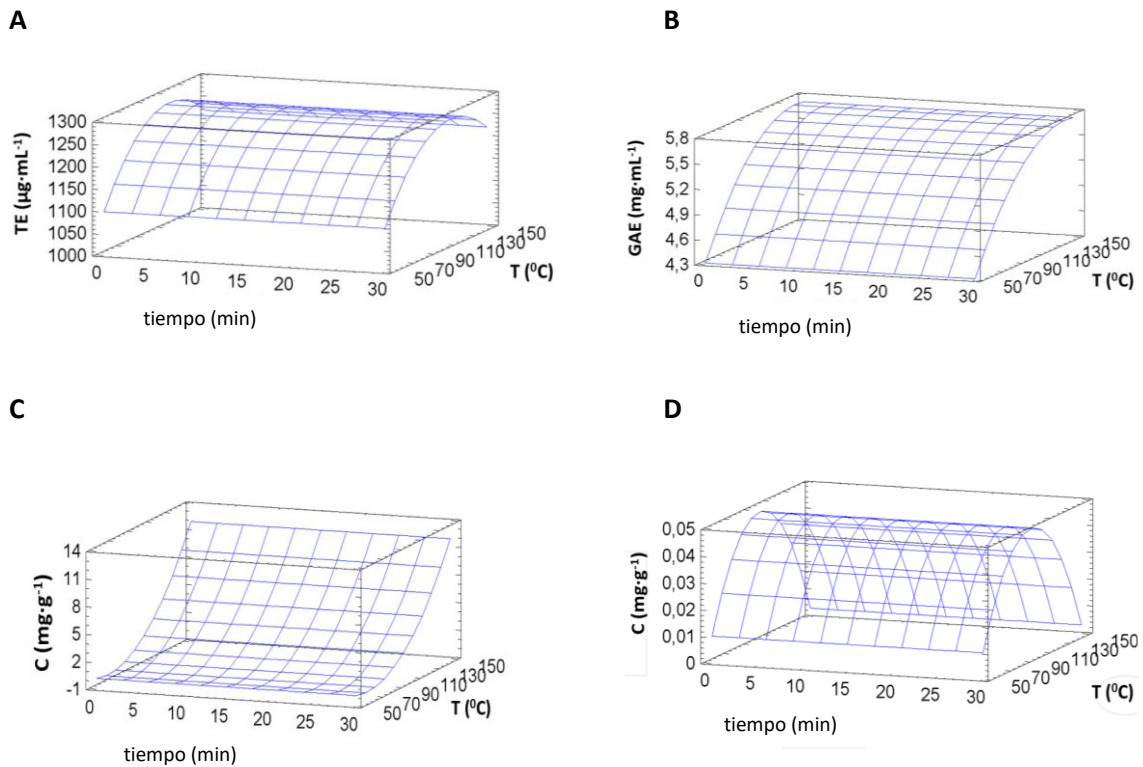 A
1300
1250
1200
1150
1100
1050
1000
TE (µg·mL⁻¹)
0 5 10 15 20 25 30
50 70 90 110 130 150
T (⁰C)
tiempo (min)
B
5,8
5,5
5,2
4,9
4,6
4,3
GAE (mg·mL⁻¹)
0 5 10 15 20 25 30
50 70 90 110 130 150
T (⁰C)
tiempo (min)
C
14
11
8
5
2
-1
C (mg·g⁻¹)
0 5 10 15 20 25 30
50 70 90 110 130 150
T (⁰C)
tiempo (min)
D
0,05
0,04
0,03
0,02
0,01
0
C (mg·g⁻¹)
0 5 10 15 20 25 30
50 70 90 110 130 150
T (⁰C)
tiempo (min)